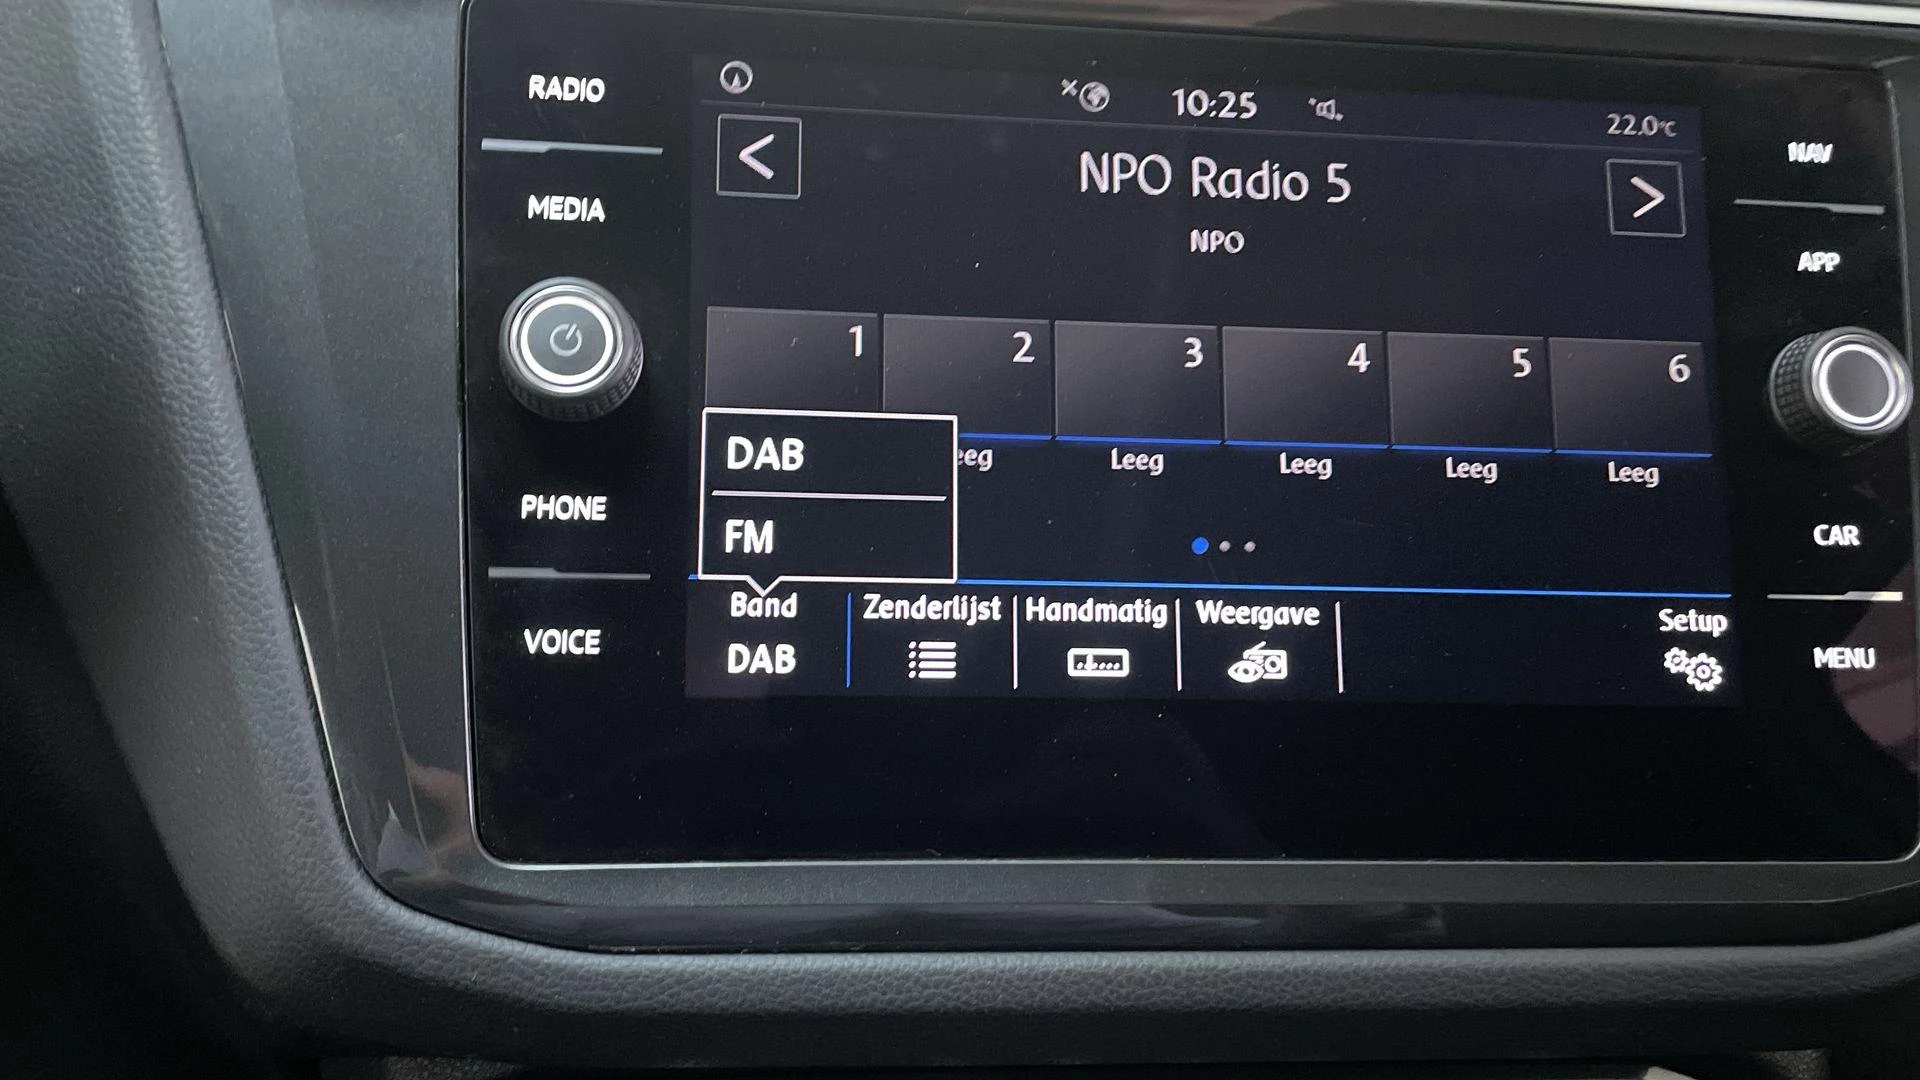 RADIO
MEDIA
PHONE
VOICE
10:25
22.0°C
<
NPO Radio 5
>
NPO
1 2 3 4 5 6
eeg Leeg Leeg Leeg Leeg
DAB
FM
Band Zenderlijst Handmatig Weergave Setup
DAB
NAV
APP
CAR
MENU